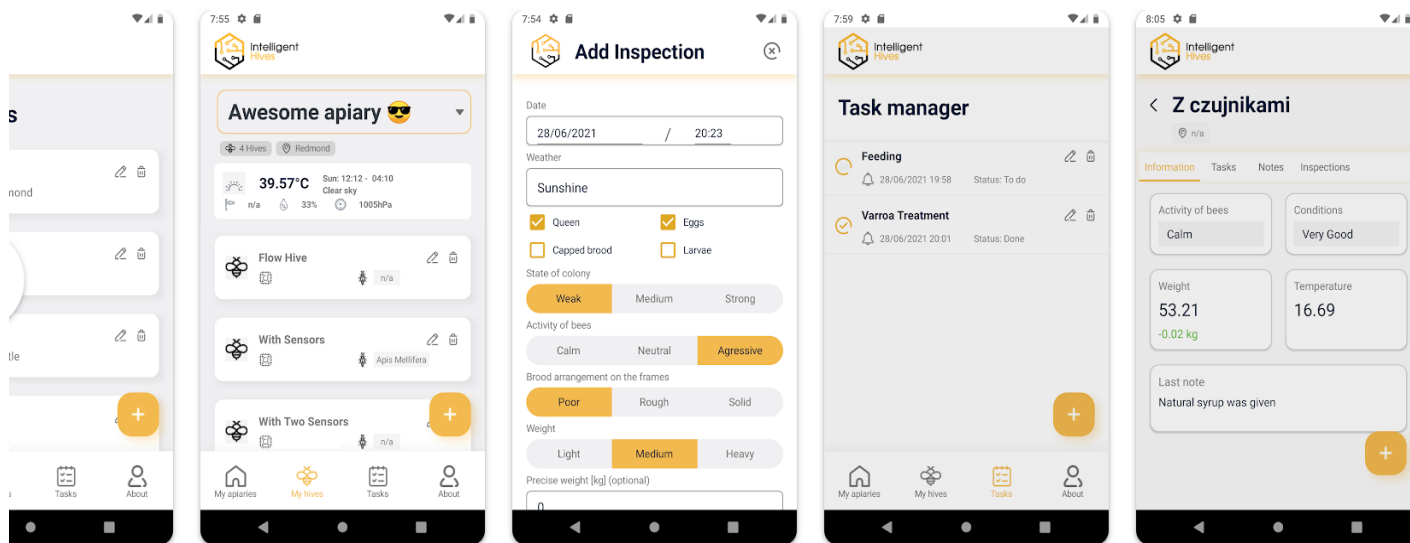 s
mond
tle
s
Tasks
About
7:55
Intelligent
Hives
Awesome apiary 😎
4 Hives
Redmond
39.57°C
Sun: 12:12 - 04:10
Clear sky
n/a
33%
1005hPa
Flow Hive
n/a
With Sensors
Apis Mellifera
With Two Sensors
n/a
My apiaries
My hives
Tasks
About
7:54
Add Inspection
Date
28/06/2021 / 20:23
Weather
Sunshine
Queen
Eggs
Capped brood
Larvae
State of colony
Weak
Medium
Strong
Activity of bees
Calm
Neutral
Agressive
Brood arrangement on the frames
Poor
Rough
Solid
Weight
Light
Medium
Heavy
Precise weight [kg] (optional)
0
7:59
Intelligent
Hives
Task manager
Feeding
28/06/2021 19:58
Status: To do
Varroa Treatment
28/06/2021 20:01
Status: Done
My apiaries
My hives
Tasks
About
8:05
Intelligent
Hives
Z czujnikami
n/a
Information
Tasks
Notes
Inspections
Activity of bees
Calm
Conditions
Very Good
Weight
53.21
-0.02 kg
Temperature
16.69
Last note
Natural syrup was given